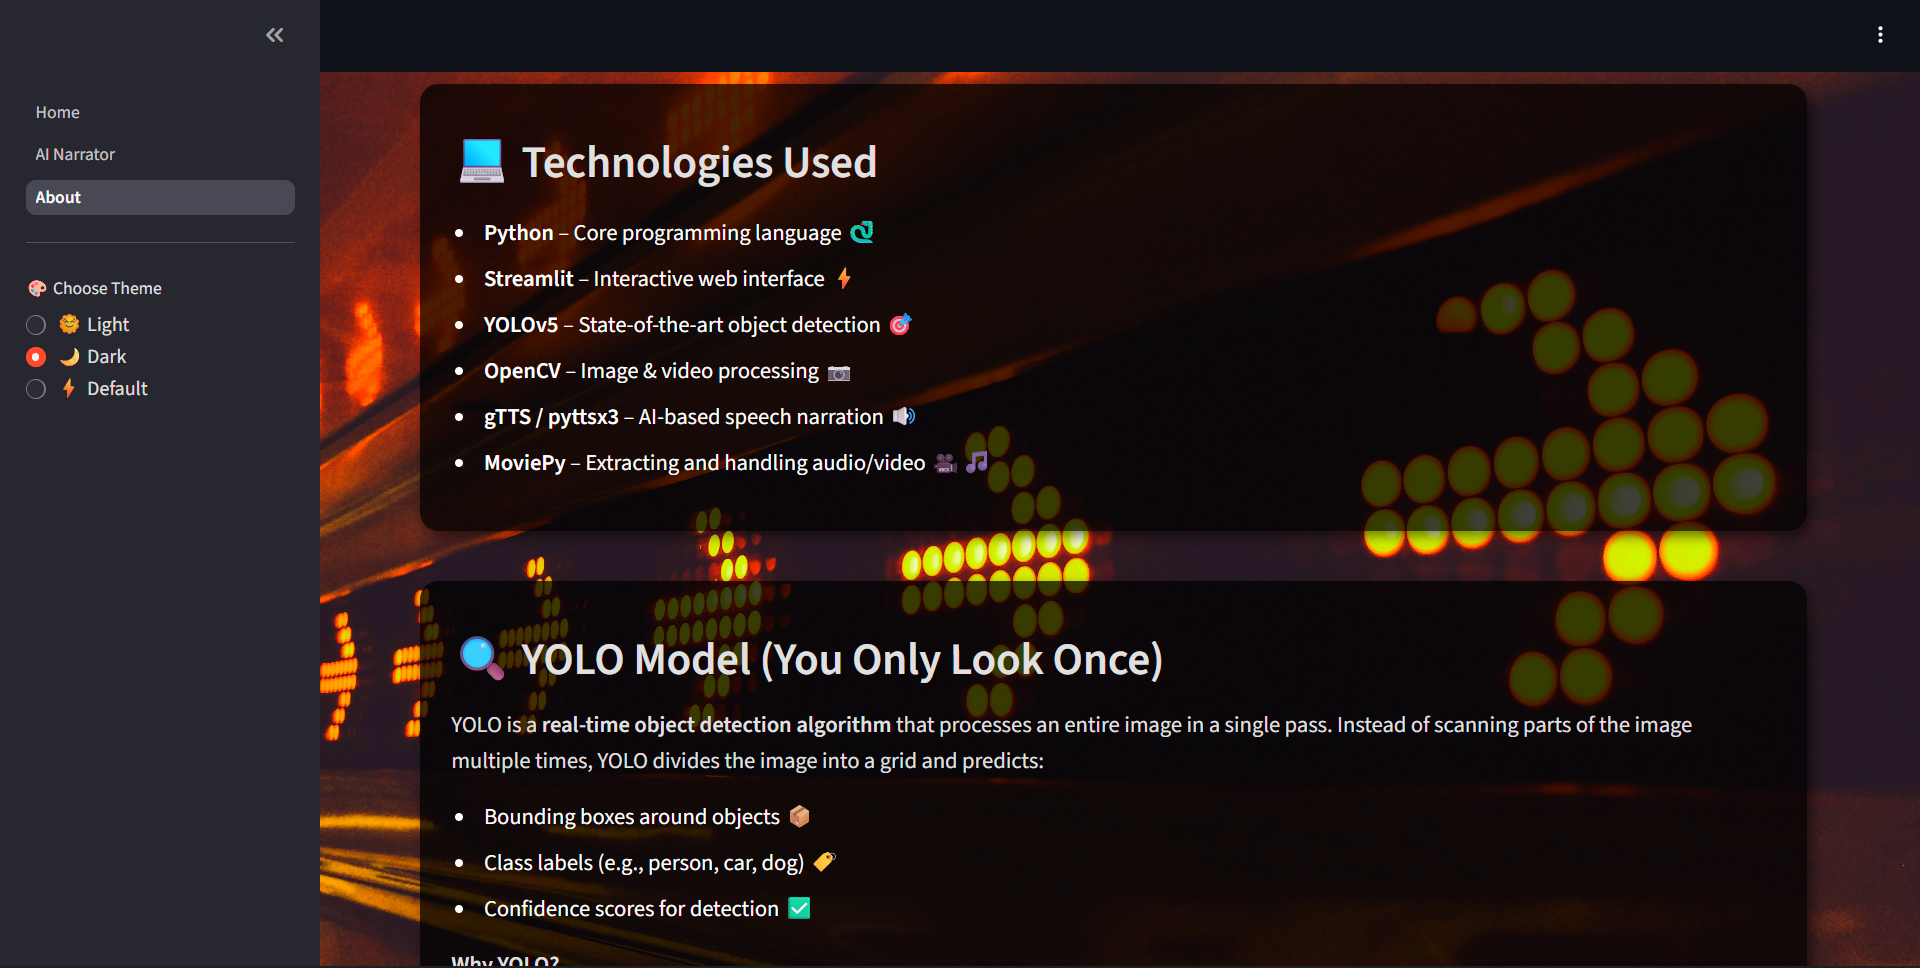 Home
AI Narrator
About
🎨 Choose Theme
🌞 Light
🌙 Dark
⚡ Default
💻 Technologies Used
• Python – Core programming language 🐍
• Streamlit – Interactive web interface ⚡
• YOLOv5 – State-of-the-art object detection 🎯
• OpenCV – Image & video processing 📷
• gTTS / pyttsx3 – AI-based speech narration 🔊
• MoviePy – Extracting and handling audio/video 🎥 🎵
🔍 YOLO Model (You Only Look Once)
YOLO is a real-time object detection algorithm that processes an entire image in a single pass. Instead of scanning parts of the image
multiple times, YOLO divides the image into a grid and predicts:
• Bounding boxes around objects 📦
• Class labels (e.g., person, car, dog) 🏷️
• Confidence scores for detection ✅
Why YOLO?